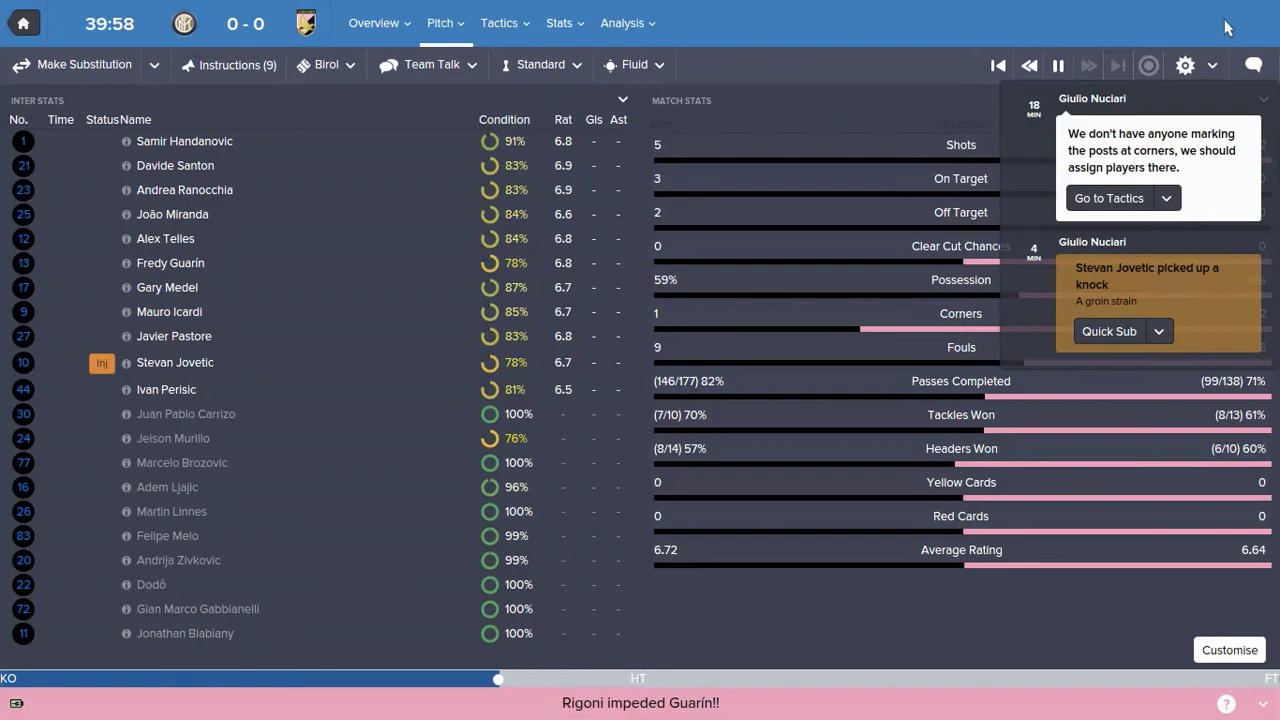 39:58 0 - 0 Overview Pitch Tactics Stats Analysis
Make Substitution Instructions (9) Birol Team Talk Standard Fluid
INTER STATS
No. Time Status Name Condition Rat Gls Ast
1 Samir Handanovic 91% 6.8 - -
21 Davide Santon 83% 6.9 - -
23 Andrea Ranocchia 83% 6.9 - -
25 João Miranda 84% 6.6 - -
12 Alex Telles 84% 6.8 - -
13 Fredy Guarín 78% 6.8 - -
17 Gary Medel 87% 6.7 - -
9 Mauro Icardi 85% 6.7 - -
27 Javier Pastore 83% 6.8 - -
10 Inj Stevan Jovetic 78% 6.7 - -
44 Ivan Perisic 81% 6.5 - -
30 Juan Pablo Carrizo 100% - - -
24 Jeison Murillo 76% - - -
77 Marcelo Brozovic 100% - - -
16 Adem Ljajic 96% - - -
26 Martin Linnes 100% - - -
83 Felipe Melo 99% - - -
20 Andrija Zivkovic 99% - - -
22 Dodô 100% - - -
72 Gian Marco Gabbianelli 100% - - -
11 Jonathan Biabiany 100% - - -
MATCH STATS
5 Shots
3 On Target
2 Off Target
0 Clear Cut Chances 0
59% Possession
1 Corners 2
9 Fouls
(146/177) 82% Passes Completed (99/138) 71%
(7/10) 70% Tackles Won (8/13) 61%
(8/14) 57% Headers Won (6/10) 60%
0 Yellow Cards 0
0 Red Cards 0
6.72 Average Rating 6.64
18 MIN
Giulio Nuciari
We don't have anyone marking
the posts at corners, we should
assign players there.
Go to Tactics
4 MIN
Giulio Nuciari
Stevan Jovetic picked up a
knock
A groin strain
Quick Sub
Customise
KO HT FT
Rigoni impeded Guarín!! ?